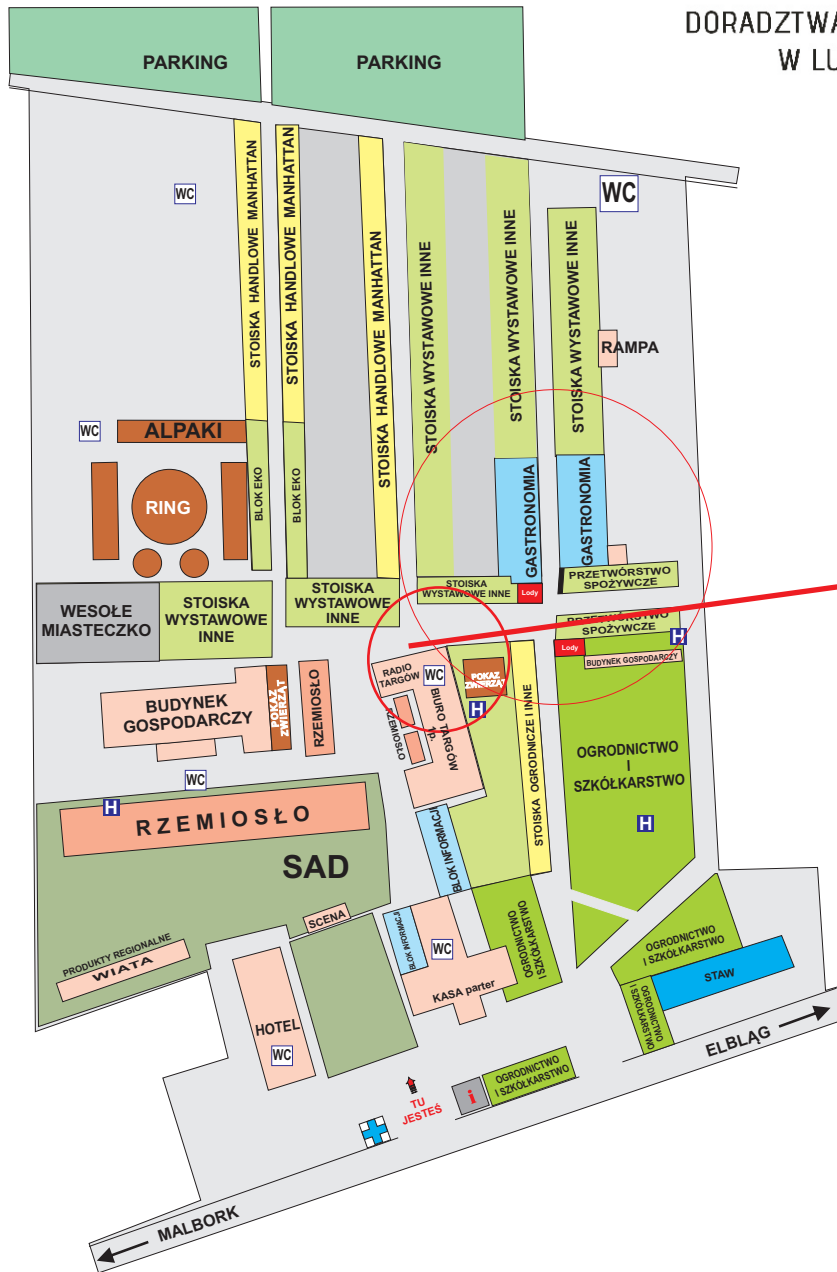 DORADZTWA
W LU
PARKING
PARKING
WC
WC
STOISKA HANDLOWE MANHATTAN
STOISKA HANDLOWE MANHATTAN
STOISKA HANDLOWE MANHATTAN
STOISKA WYSTAWOWE INNE
STOISKA WYSTAWOWE INNE
STOISKA WYSTAWOWE INNE
RAMPA
WC
ALPAKI
RING
BLOK EKO
BLOK EKO
GASTRONOMIA
GASTRONOMIA
PRZETWÓRSTWO
SPOŻYWCZE
WESOŁE
MIASTECZKO
STOISKA
WYSTAWOWE
INNE
STOISKA
WYSTAWOWE
INNE
STOISKA
WYSTAWOWE INNE
Lody
PRZETWÓRSTWO
SPOŻYWCZE
H
Lody
BUDYNEK GOSPODARCZY
RADIO
TARGÓW
WC
POKAZ
ZWIERZĄT
H
BUDYNEK
GOSPODARCZY
POKAZ
ZWIERZĄT
RZEMIOSŁO
RZEMIOSŁO
BIURO TARGÓW
1p.
STOISKA OGRODNICZE I INNE
OGRODNICTWO
I
SZKÓŁKARSTWO
H
WC
H
RZEMIOSŁO
SAD
BLOK INFORMACJI
SCENA
BLOK INFORMACJI
WC
KASA parter
OGRODNICTWO
I SZKÓŁKARSTWO
PRODUKTY REGIONALNE
WIATA
HOTEL
WC
OGRODNICTWO
I SZKÓŁKARSTWO
STAW
OGRODNICTWO
I SZKÓŁKARSTWO
ELBLĄG
TU
JESTEŚ
i
OGRODNICTWO
I SZKÓŁKARSTWO
MALBORK